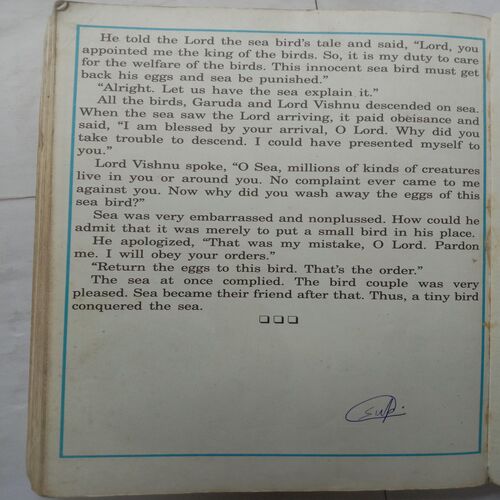 He told the Lord the sea bird's tale and said, "Lord, you
appointed me the king of the birds. So, it is my duty to care
for the welfare of the birds. This innocent sea bird must get
back his eggs and sea be punished."
"Alright. Let us have the sea explain it."
All the birds, Garuda and Lord Vishnu descended on sea.
When the sea saw the Lord arriving, it paid obeisance and
said, "I am blessed by your arrival, O Lord. Why did you
take trouble to descend. I could have presented myself to
you."
Lord Vishnu spoke, "O Sea, millions of kinds of creatures
live in you or around you. No complaint ever came to me
against you. Now why did you wash away the eggs of this
sea bird?"
Sea was very embarrassed and nonplussed. How could he
admit that it was merely to put a small bird in his place.
He apologized, "That was my mistake, O Lord. Pardon
me. I will obey your orders."
"Return the eggs to this bird. That's the order."
The sea at once complied. The bird couple was very
pleased. Sea became their friend after that. Thus, a tiny bird
conquered the sea.